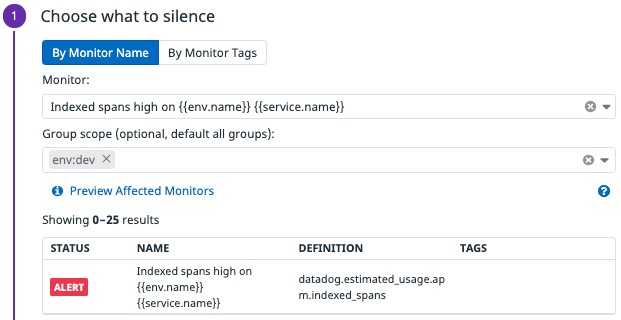 1 Choose what to silence
By Monitor Name By Monitor Tags
Monitor:
Indexed spans high on {{env.name}} {{service.name}}
Group scope (optional, default all groups):
env:dev
Preview Affected Monitors
Showing 0–25 results
STATUS NAME DEFINITION TAGS
ALERT
Indexed spans high on
{{env.name}}
{{service.name}}
datadog.estimated_usage.ap
m.indexed_spans